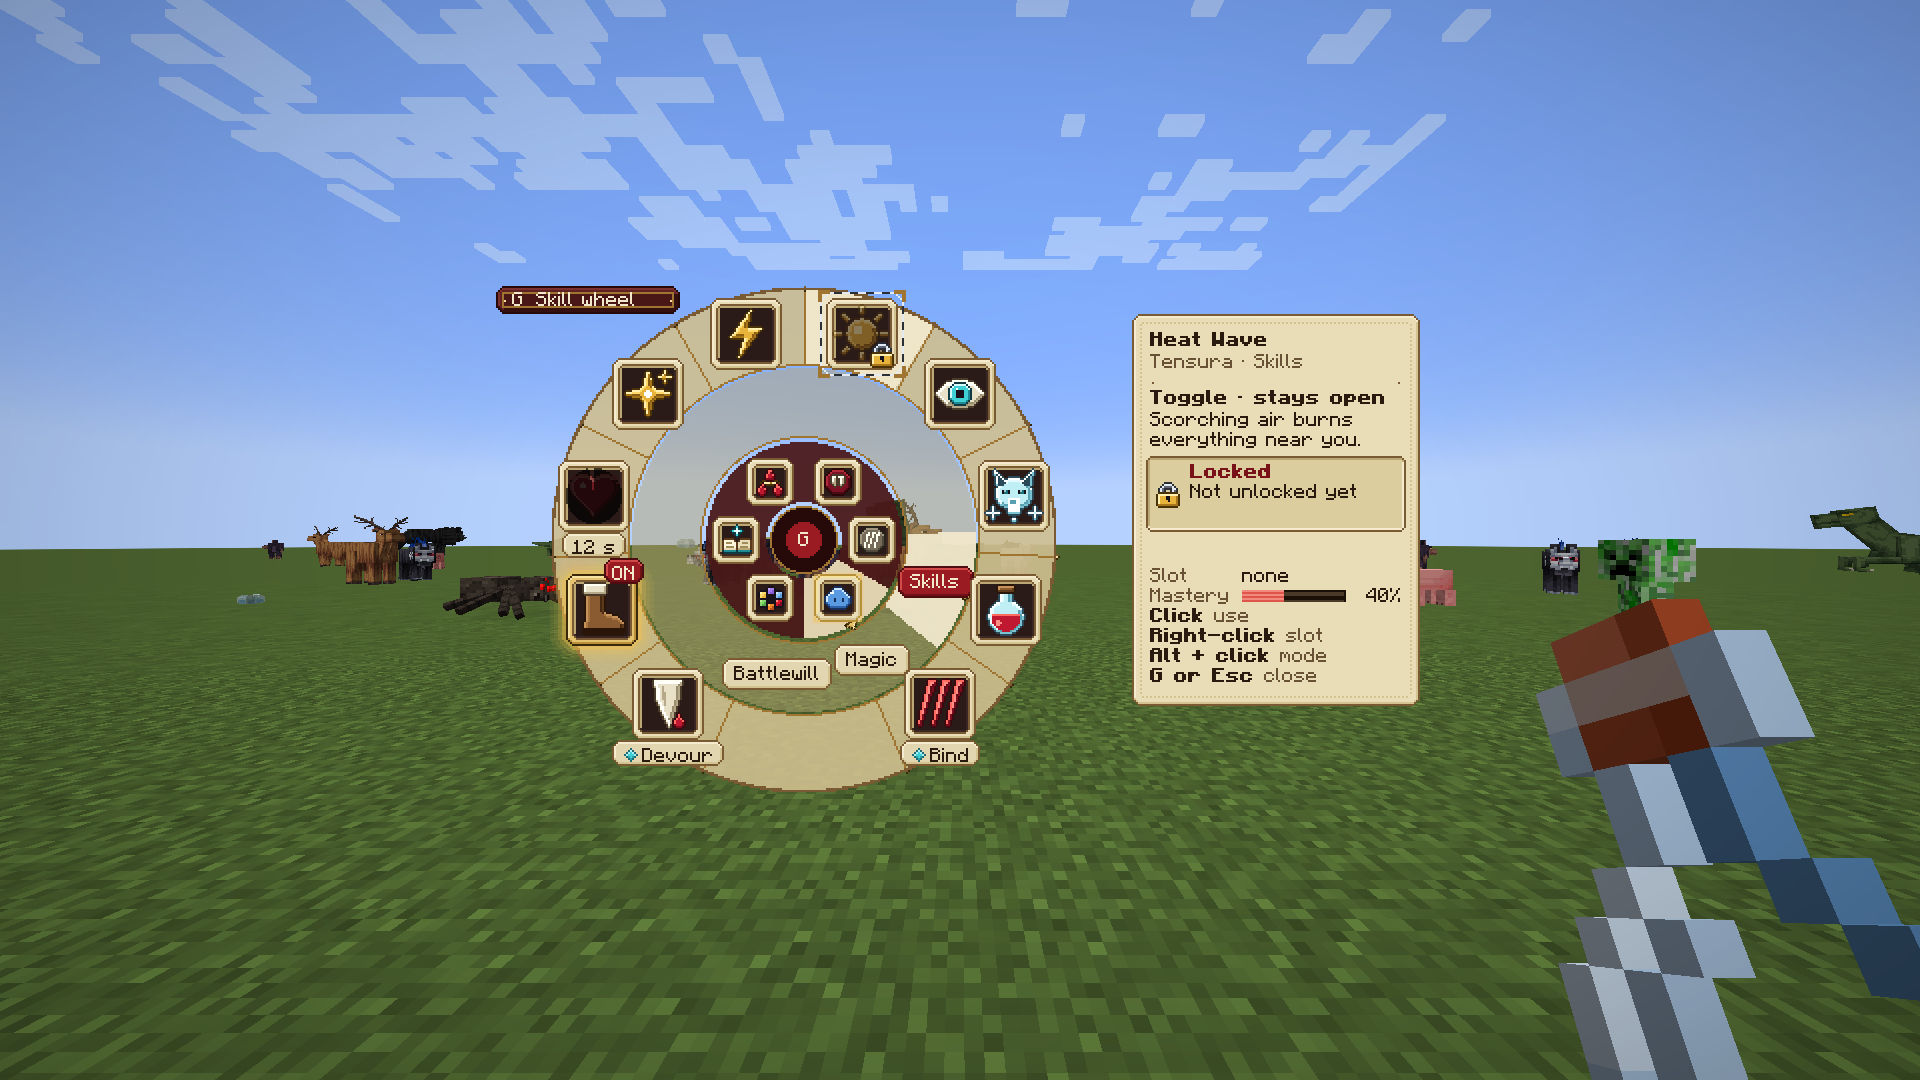 G Skill wheel
12 s
ON
G
Skills
Magic
Battlewill
Devour
Bind
Heat Wave
Tensura · Skills
Toggle · stays open
Scorching air burns
everything near you.
Locked
Not unlocked yet
Slot none
Mastery 40%
Click use
Right-click slot
Alt + click mode
G or Esc close